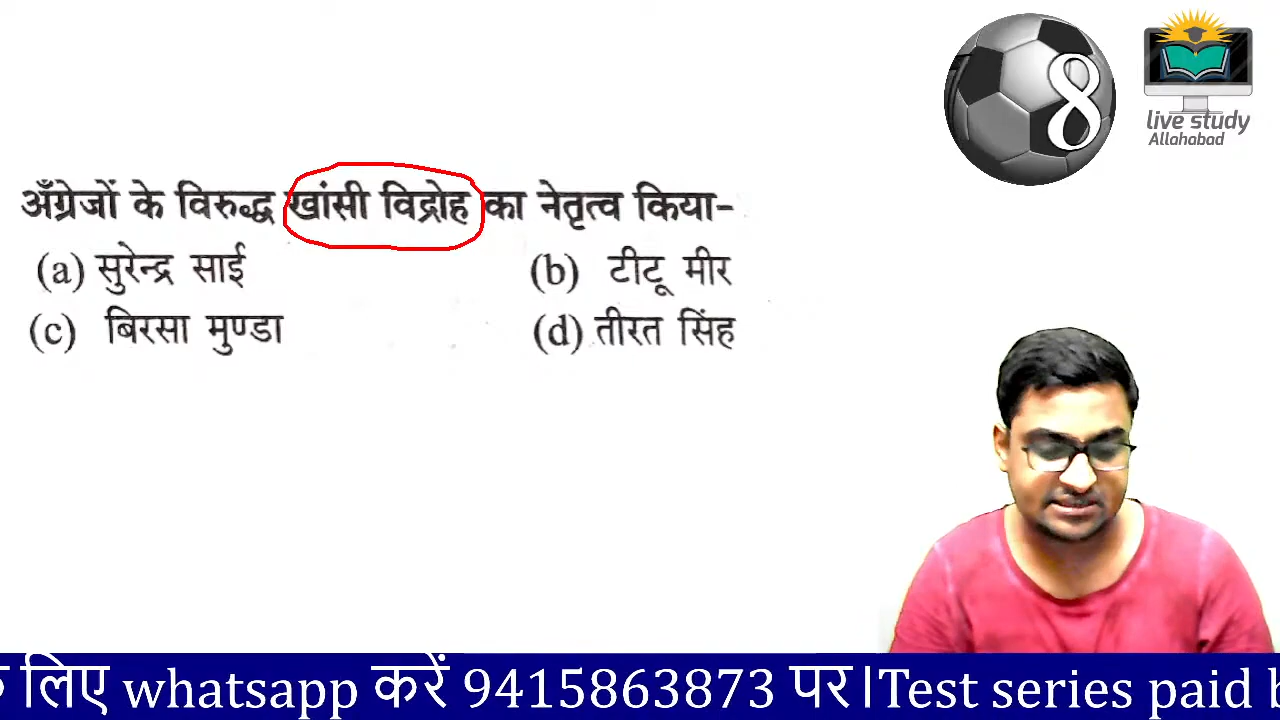 8
live study
Allahabad
अँग्रेजों के विरुद्ध खांसी विद्रोह का नेतृत्व किया-
(a) सुरेन्द्र साई (b) टीटू मीर
(c) बिरसा मुण्डा (d) तीरत सिंह
के लिए whatsapp करें 9415863873 पर।Test series paid b